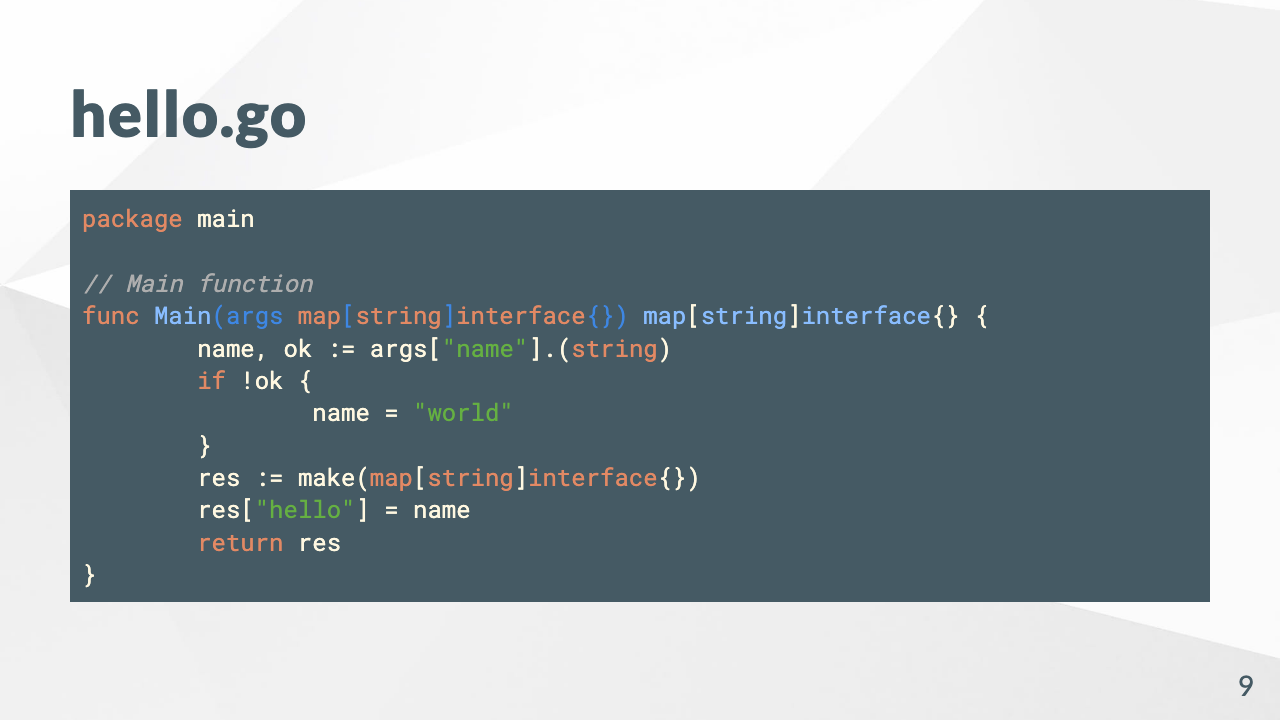 hello.go
package main
// Main function
func Main(args map[string]interface{}) map[string]interface{} {
        name, ok := args["name"].(string)
        if !ok {
                name = "world"
        }
        res := make(map[string]interface{})
        res["hello"] = name
        return res
}
9